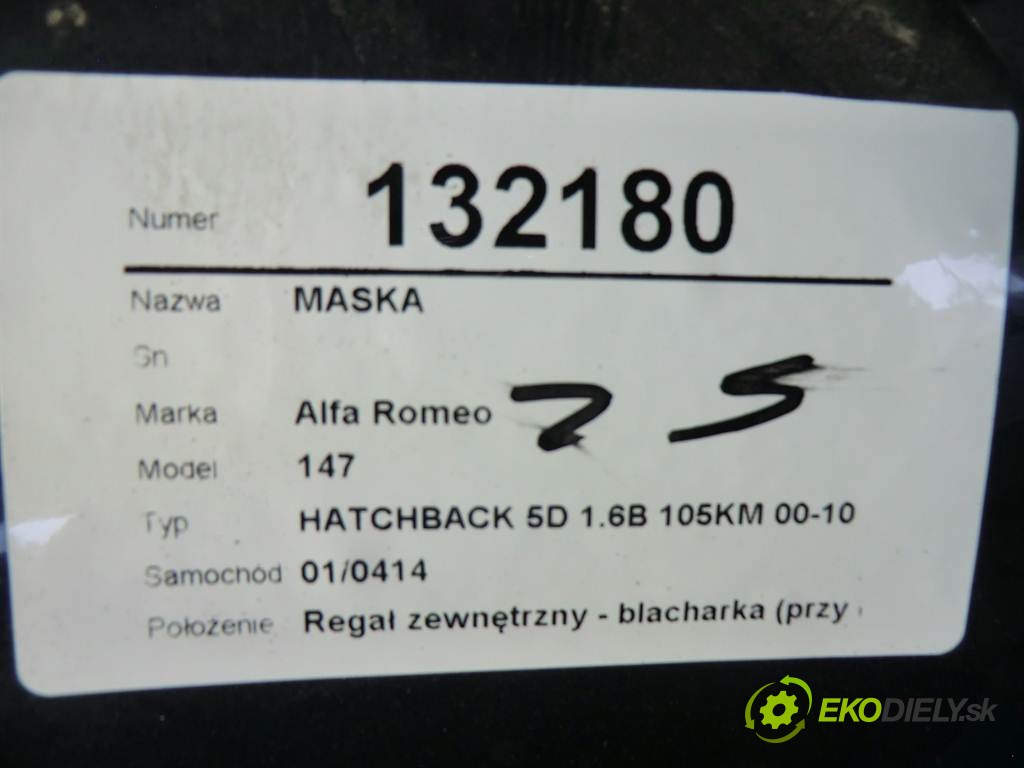 Numer 132180
Nazwa MASKA
Sn
Marka Alfa Romeo
Model 147
Typ HATCHBACK 5D 1.6B 105KM 00-10
Samochód 01/0414
Położenie Regał zewnętrzny - blacharka (przy
EKODIELY.sk